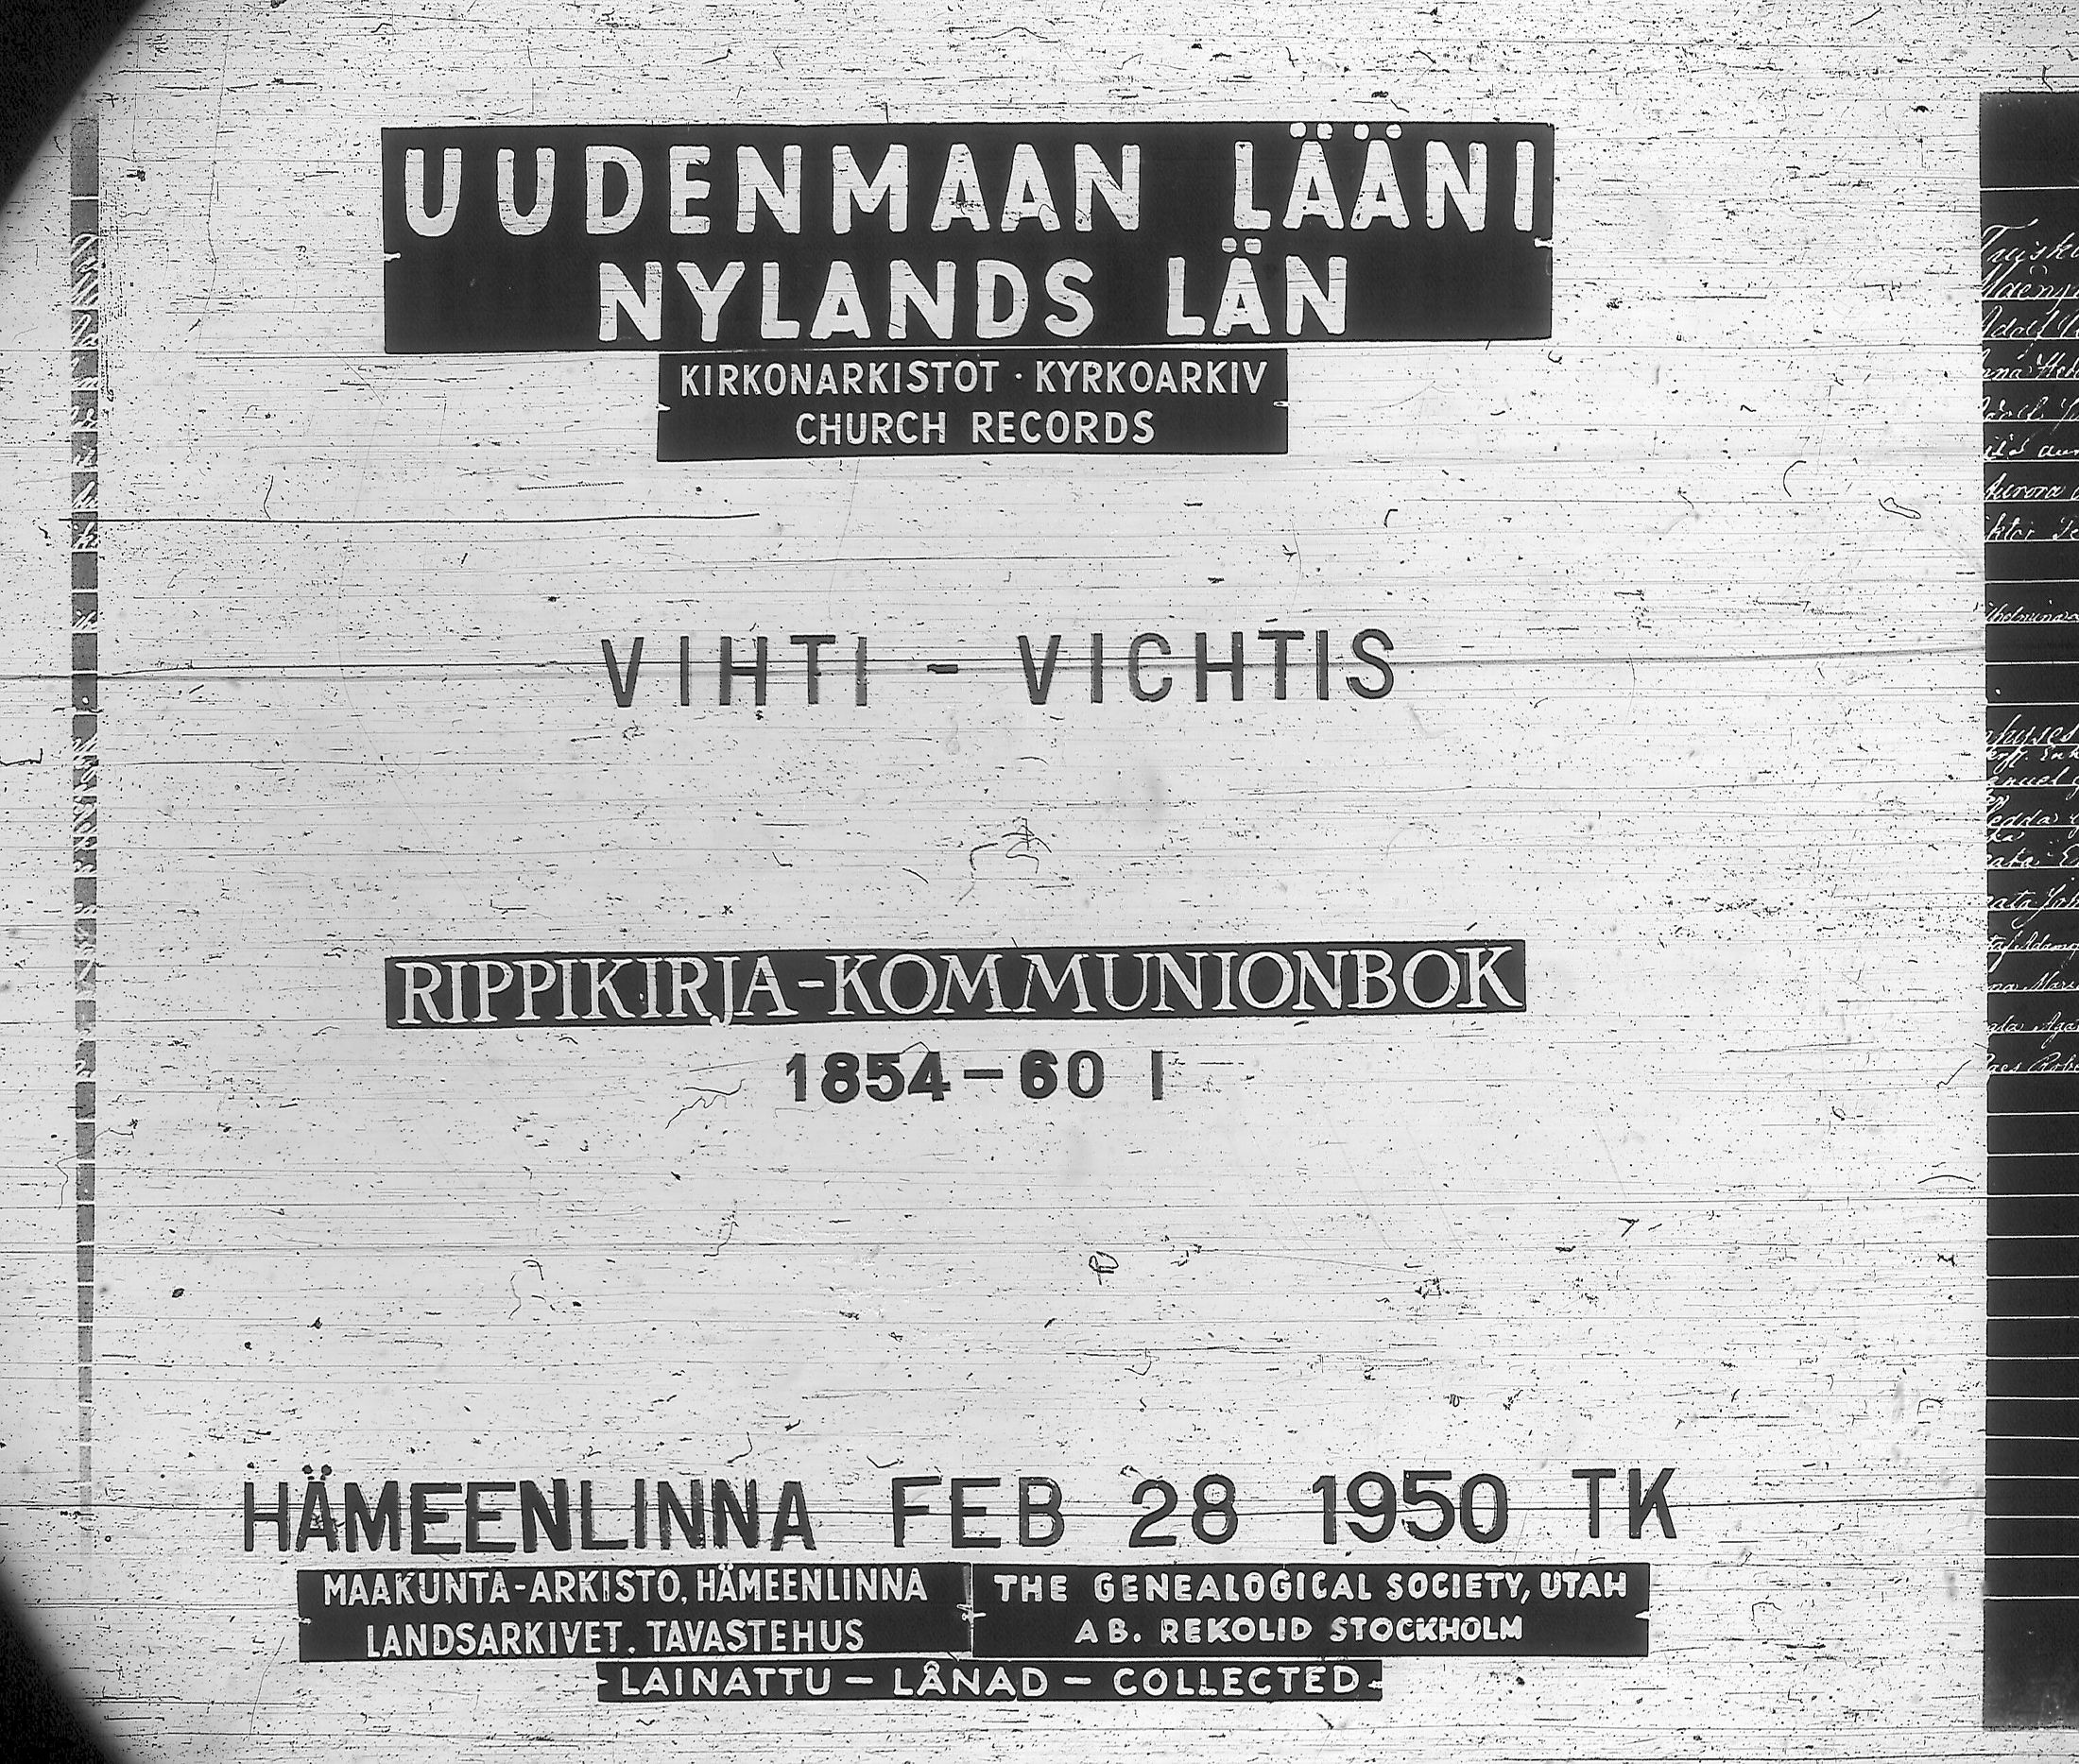 UUDENMAAN LÄÄNI
NYLANDS LÄN
KIRKONARKISTOT · KYRKOARKIV
CHURCH RECORDS
VIHTI - VICHTIS
RIPPIKIRJA-KOMMUNIONBOK
1854-60 I
HÄMEENLINNA FEB 28 1950 TK
MAAKUNTA-ARKISTO, HÄMEENLINNA
LANDSARKIVET. TAVASTEHUS
THE GENEALOGICAL SOCIETY, UTAH
AB. REKOLID STOCKHOLM
LAINATTU - LÅNAD - COLLECTED